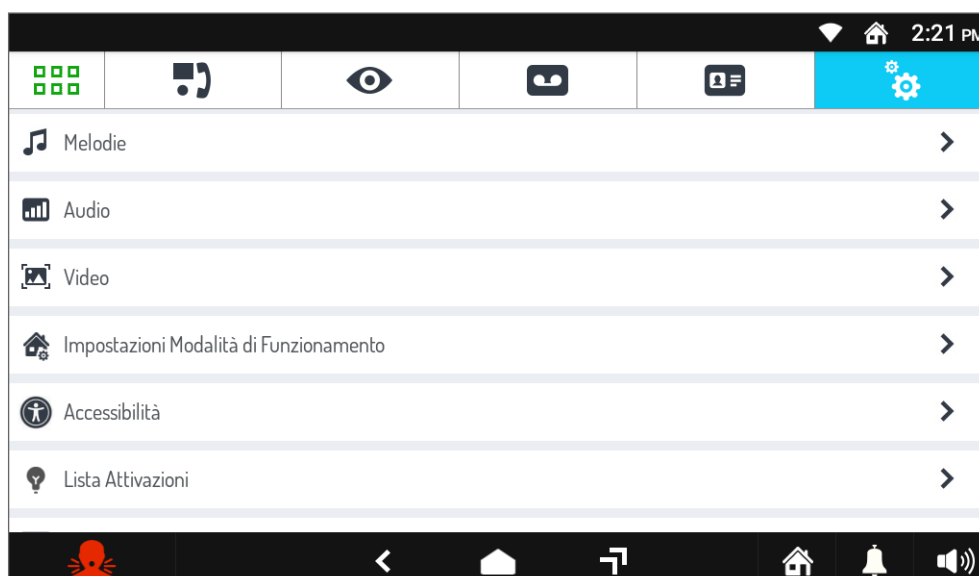 2:21 PM
Melodie
Audio
Video
Impostazioni Modalità di Funzionamento
Accessibilità
Lista Attivazioni